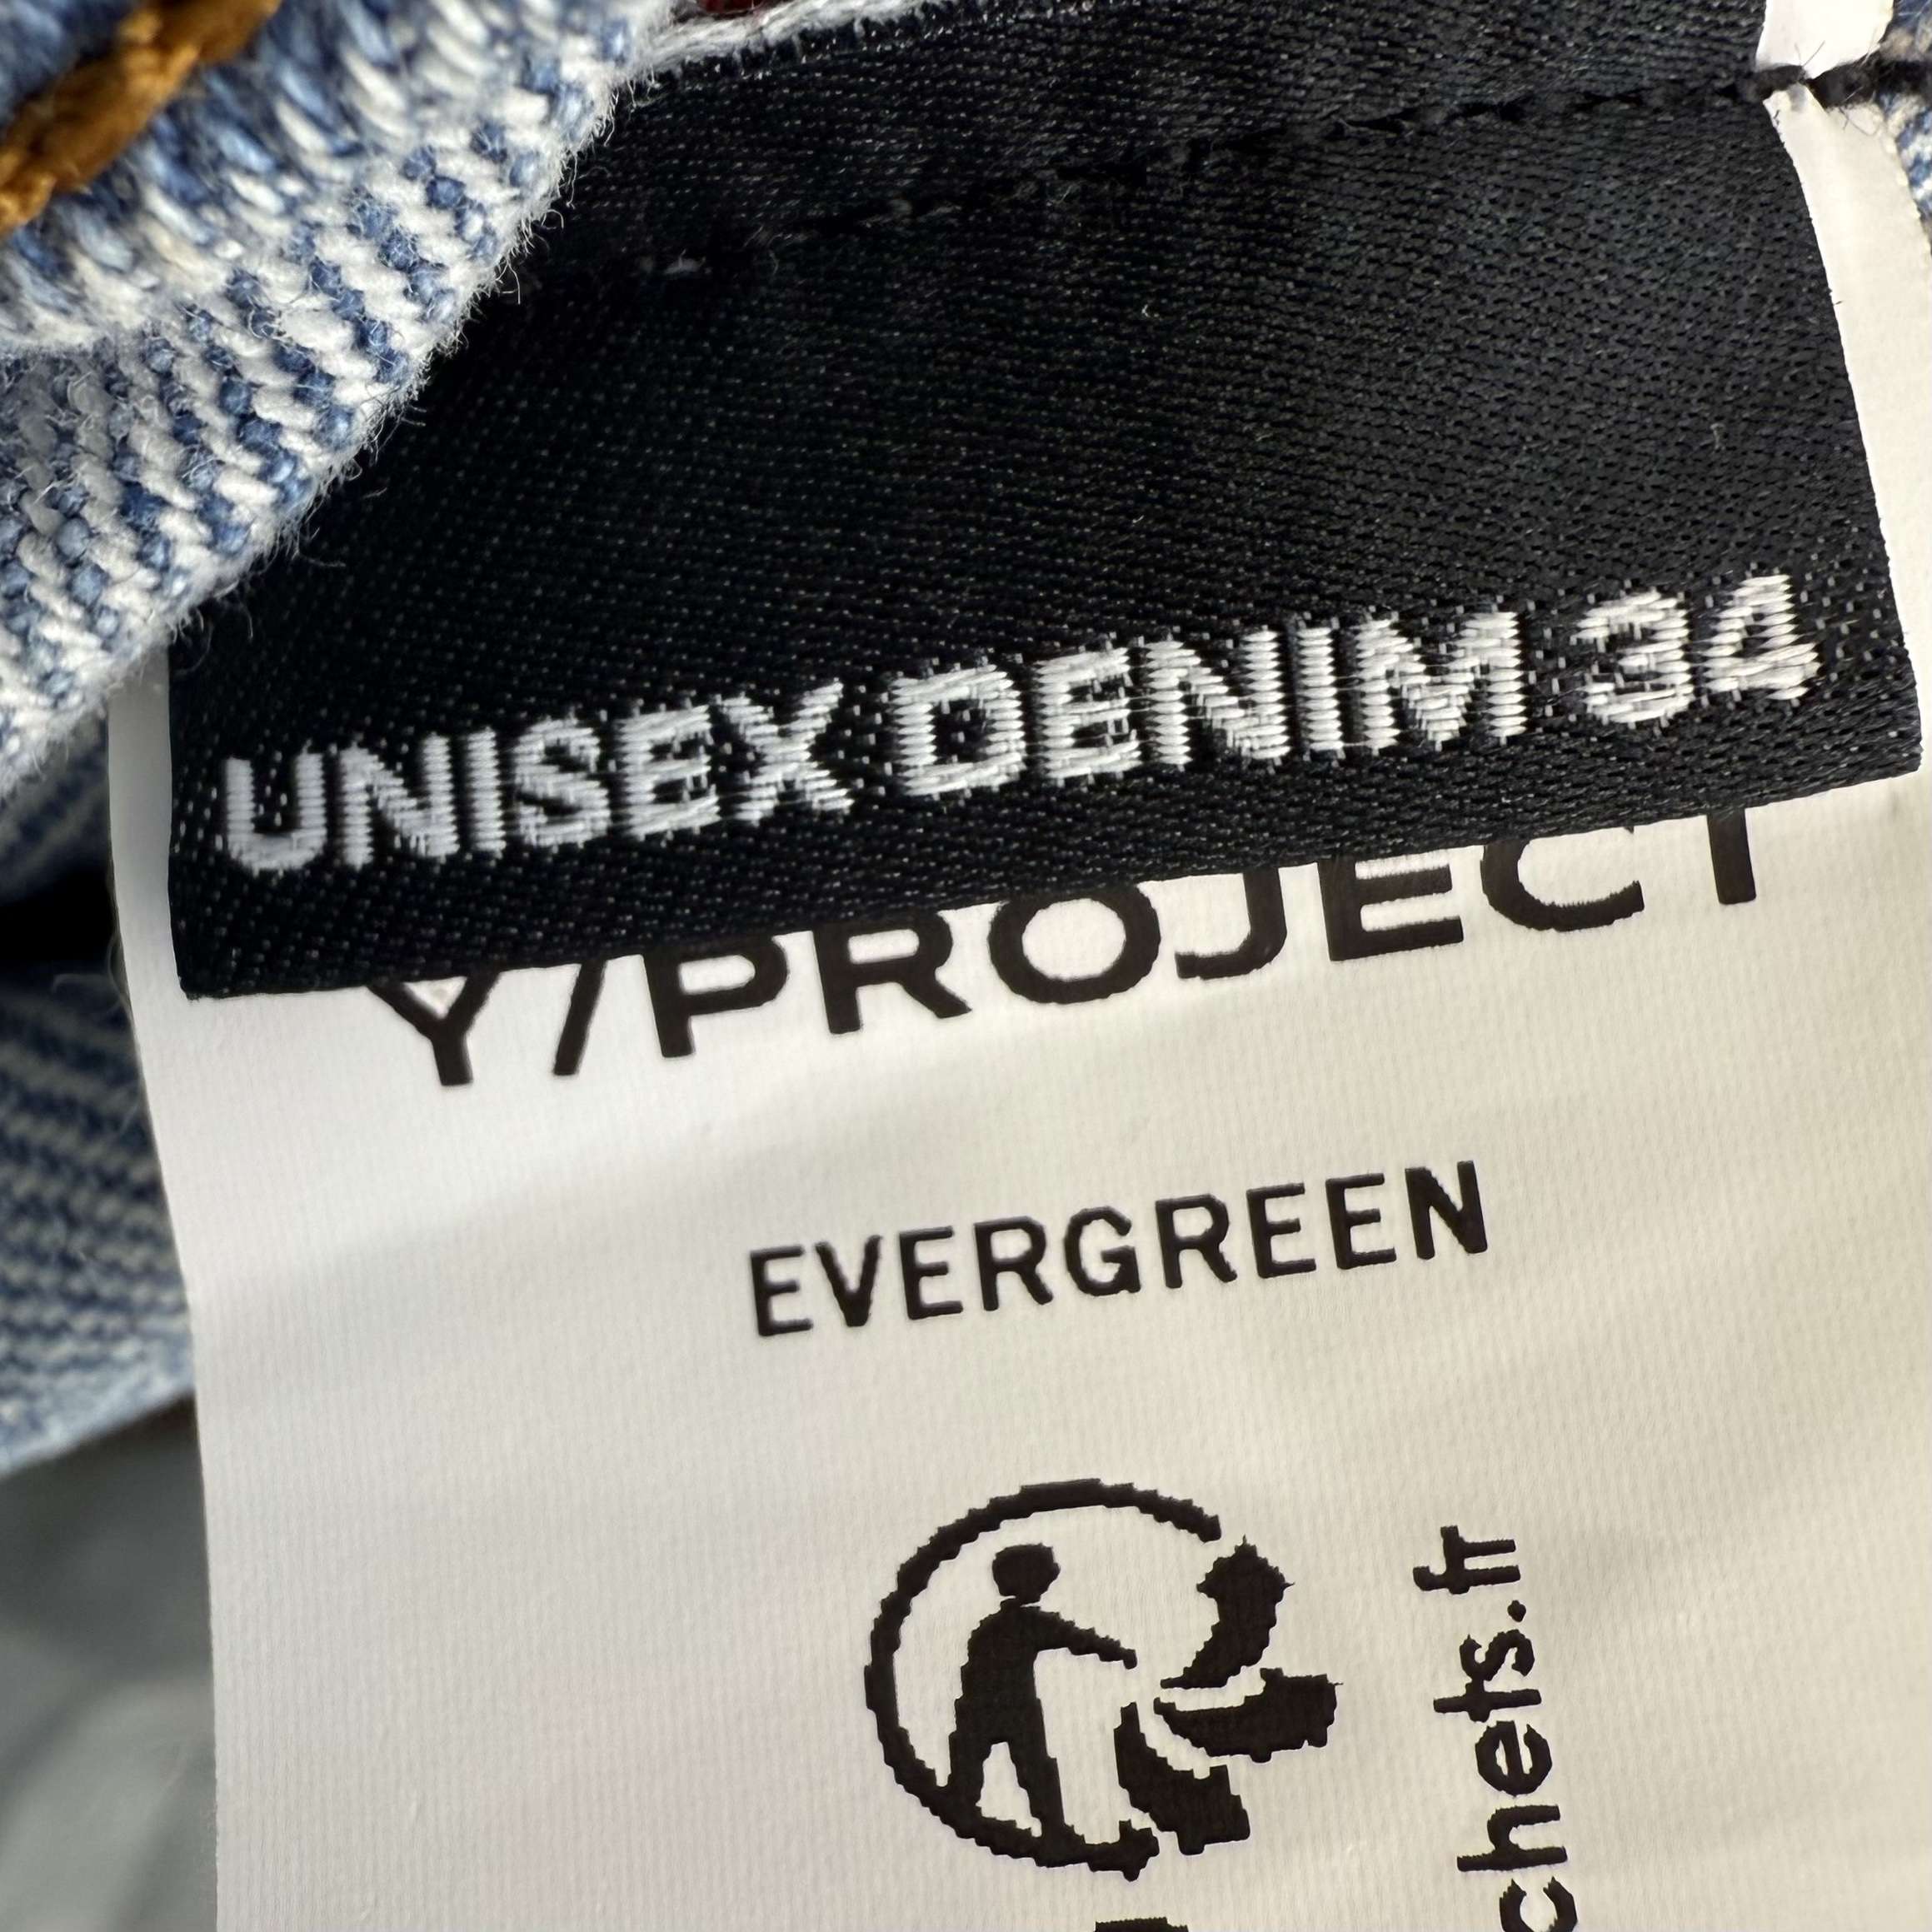 UNISEX DENIM 34
Y/PROJECT
EVERGREEN
chets.fr